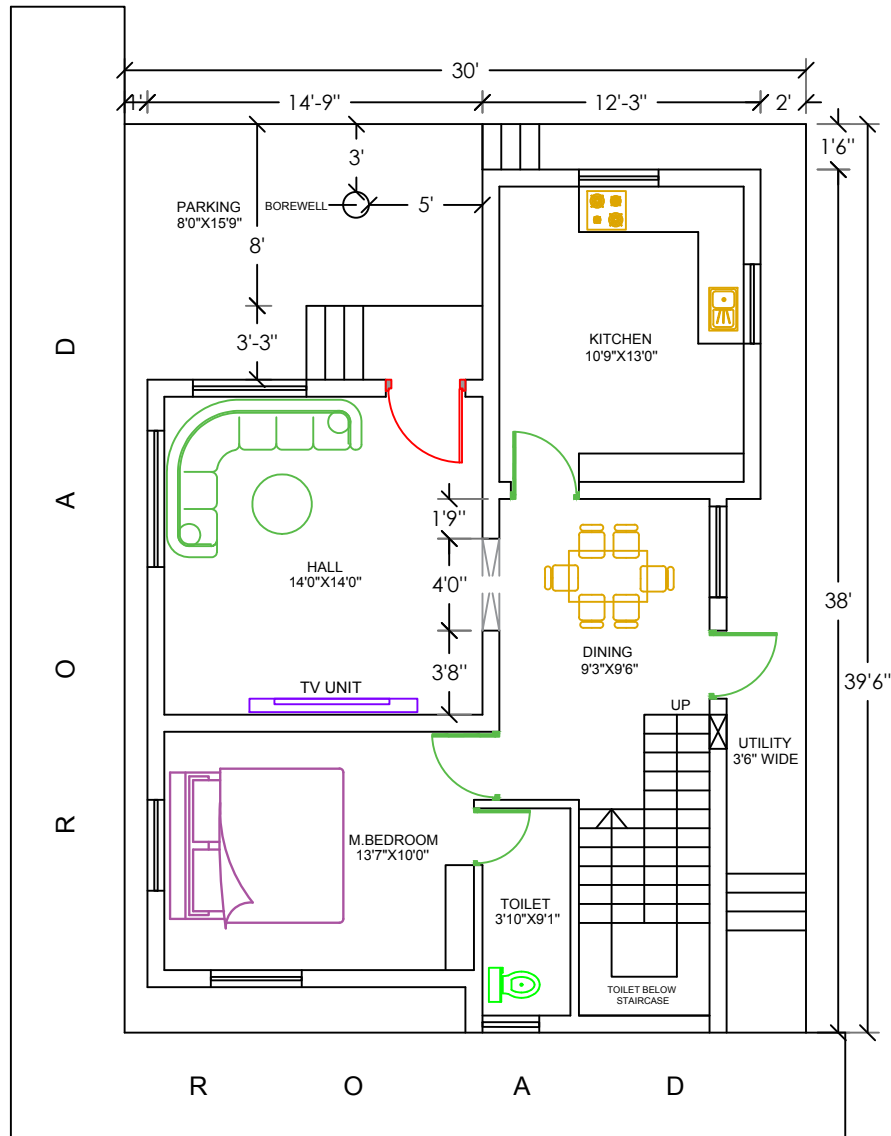 30'
1'
14'-9"
12'-3"
2'
1'6"
3'
PARKING
8'0"X15'9"
BOREWELL
5'
8'
3'-3"
KITCHEN
10'9"X13'0"
D
A
O
R
1'9"
HALL
14'0"X14'0"
4'0"
38'
39'6"
DINING
9'3"X9'6"
3'8"
TV UNIT
UP
UTILITY
3'6" WIDE
M.BEDROOM
13'7"X10'0"
TOILET
3'10"X9'1"
TOILET BELOW
STAIRCASE
R O A D